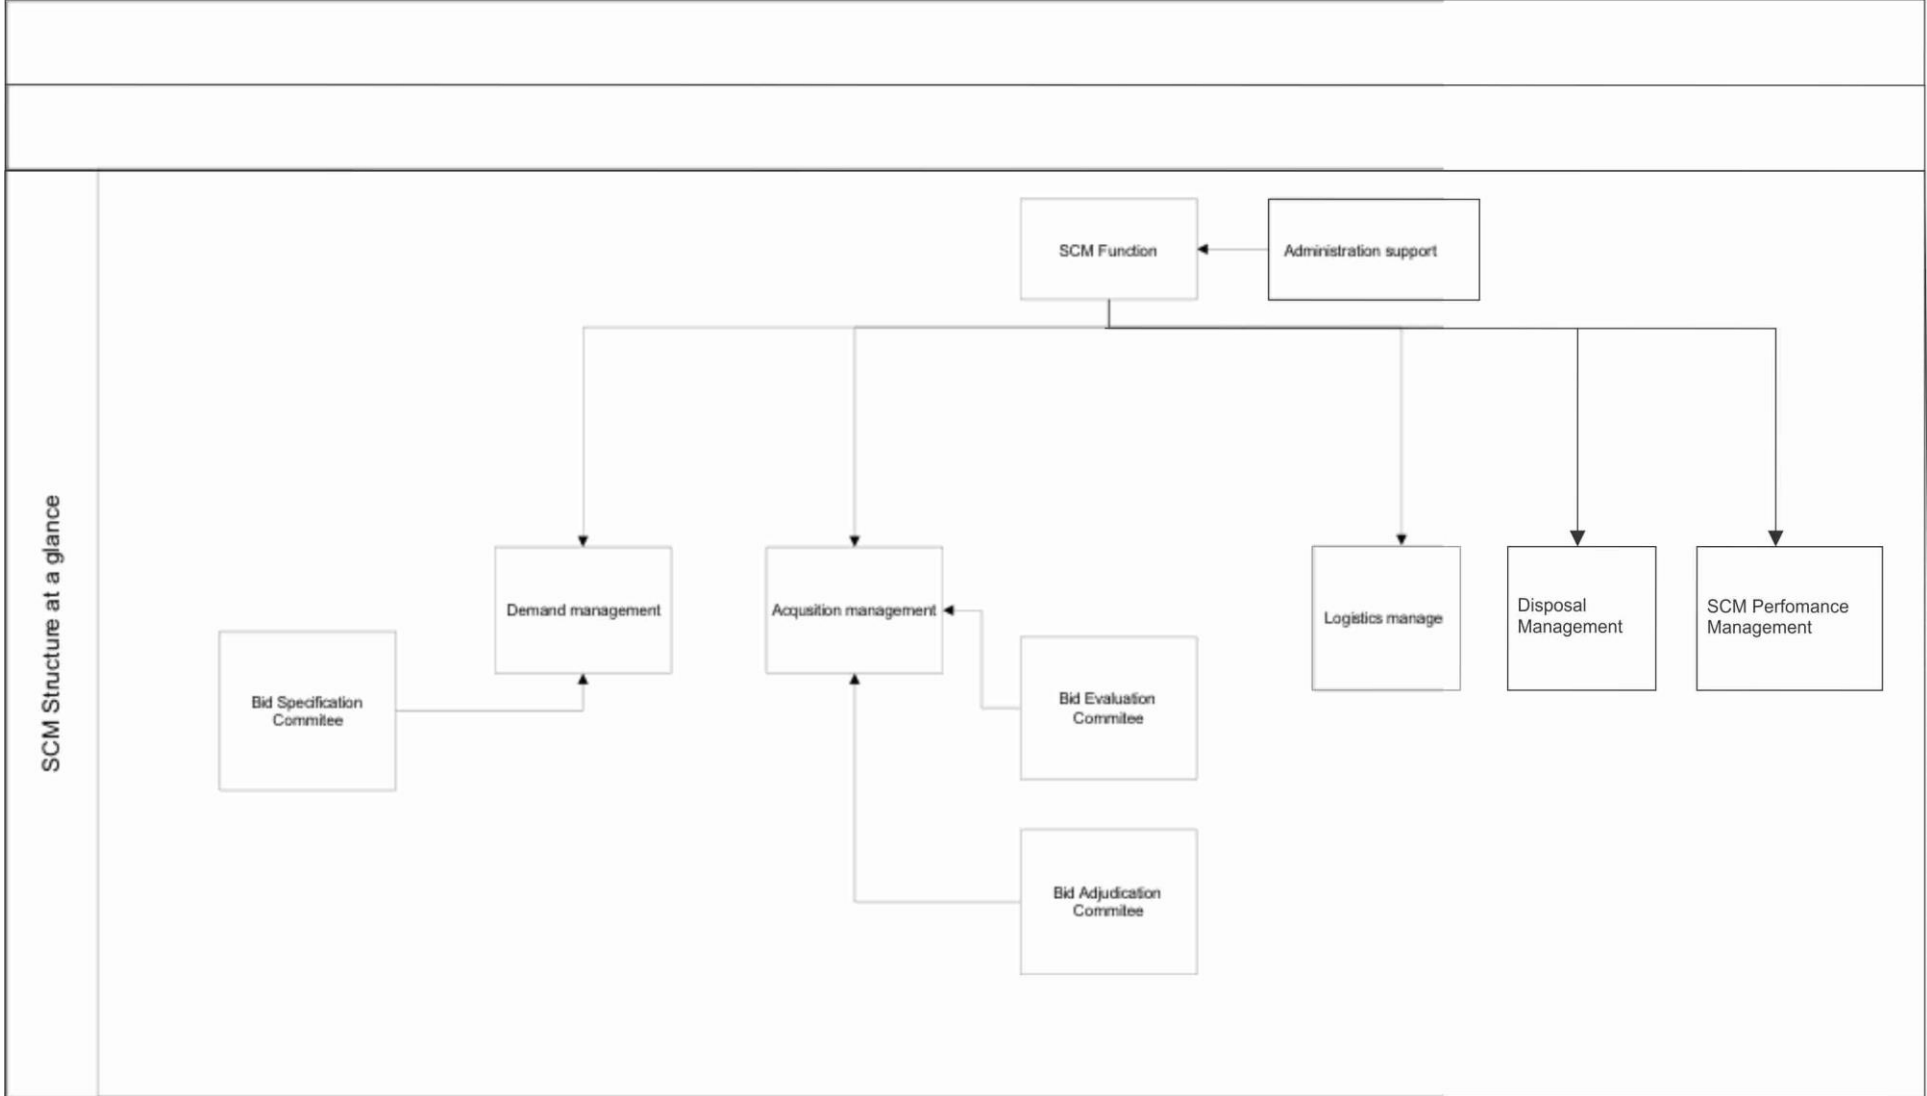 SCM Structure at a glance
SCM Function
Administration support
Demand management
Acqusition management
Logistics manage
Disposal
Management
SCM Perfomance
Management
Bid Specification
Commitee
Bid Evaluation
Commitee
Bid Adjudication
Commitee